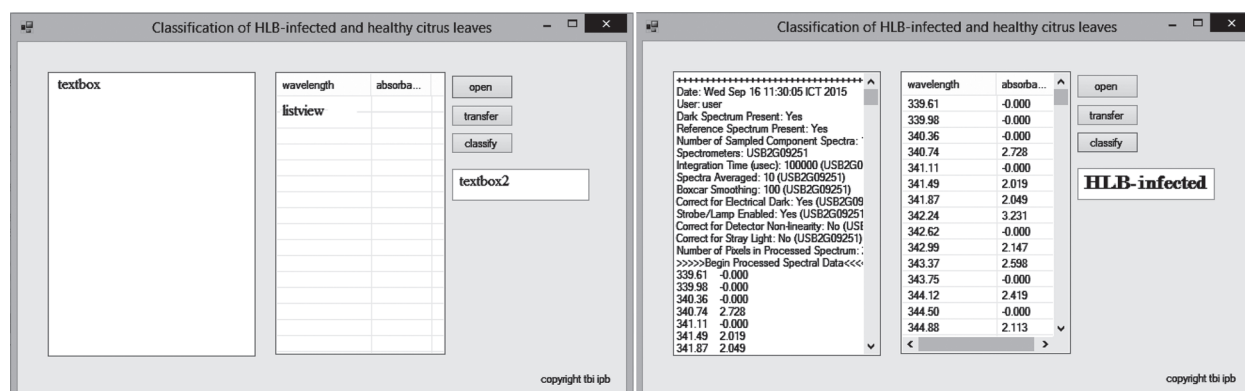 Classification of HLB-infected and healthy citrus leaves
textbox
wavelength absorba...
listview
open
transfer
classify
textbox2
copyright tbi ipb
Classification of HLB-infected and healthy citrus leaves
++++++++++++++++++++++++++++++++++
Date: Wed Sep 16 11:30:05 ICT 2015
User: user
Dark Spectrum Present: Yes
Reference Spectrum Present: Yes
Number of Sampled Component Spectra:
Spectrometers: USB2G09251
Integration Time (usec): 100000 (USB2G0
Spectra Averaged: 10 (USB2G09251)
Boxcar Smoothing: 100 (USB2G09251)
Correct for Electrical Dark: Yes (USB2G09
Strobe/Lamp Enabled: Yes (USB2G09251
Correct for Detector Non-linearity: No (USB
Correct for Stray Light: No (USB2G09251)
Number of Pixels in Processed Spectrum:
>>>>>Begin Processed Spectral Data<<<<
339.61 -0.000
339.98 -0.000
340.36 -0.000
340.74 2.728
341.11 -0.000
341.49 2.019
341.87 2.049
wavelength absorba...
339.61 -0.000
339.98 -0.000
340.36 -0.000
340.74 2.728
341.11 -0.000
341.49 2.019
341.87 2.049
342.24 3.231
342.62 -0.000
342.99 2.147
343.37 2.598
343.75 -0.000
344.12 2.419
344.50 -0.000
344.88 2.113
open
transfer
classify
HLB-infected
copyright tbi ipb